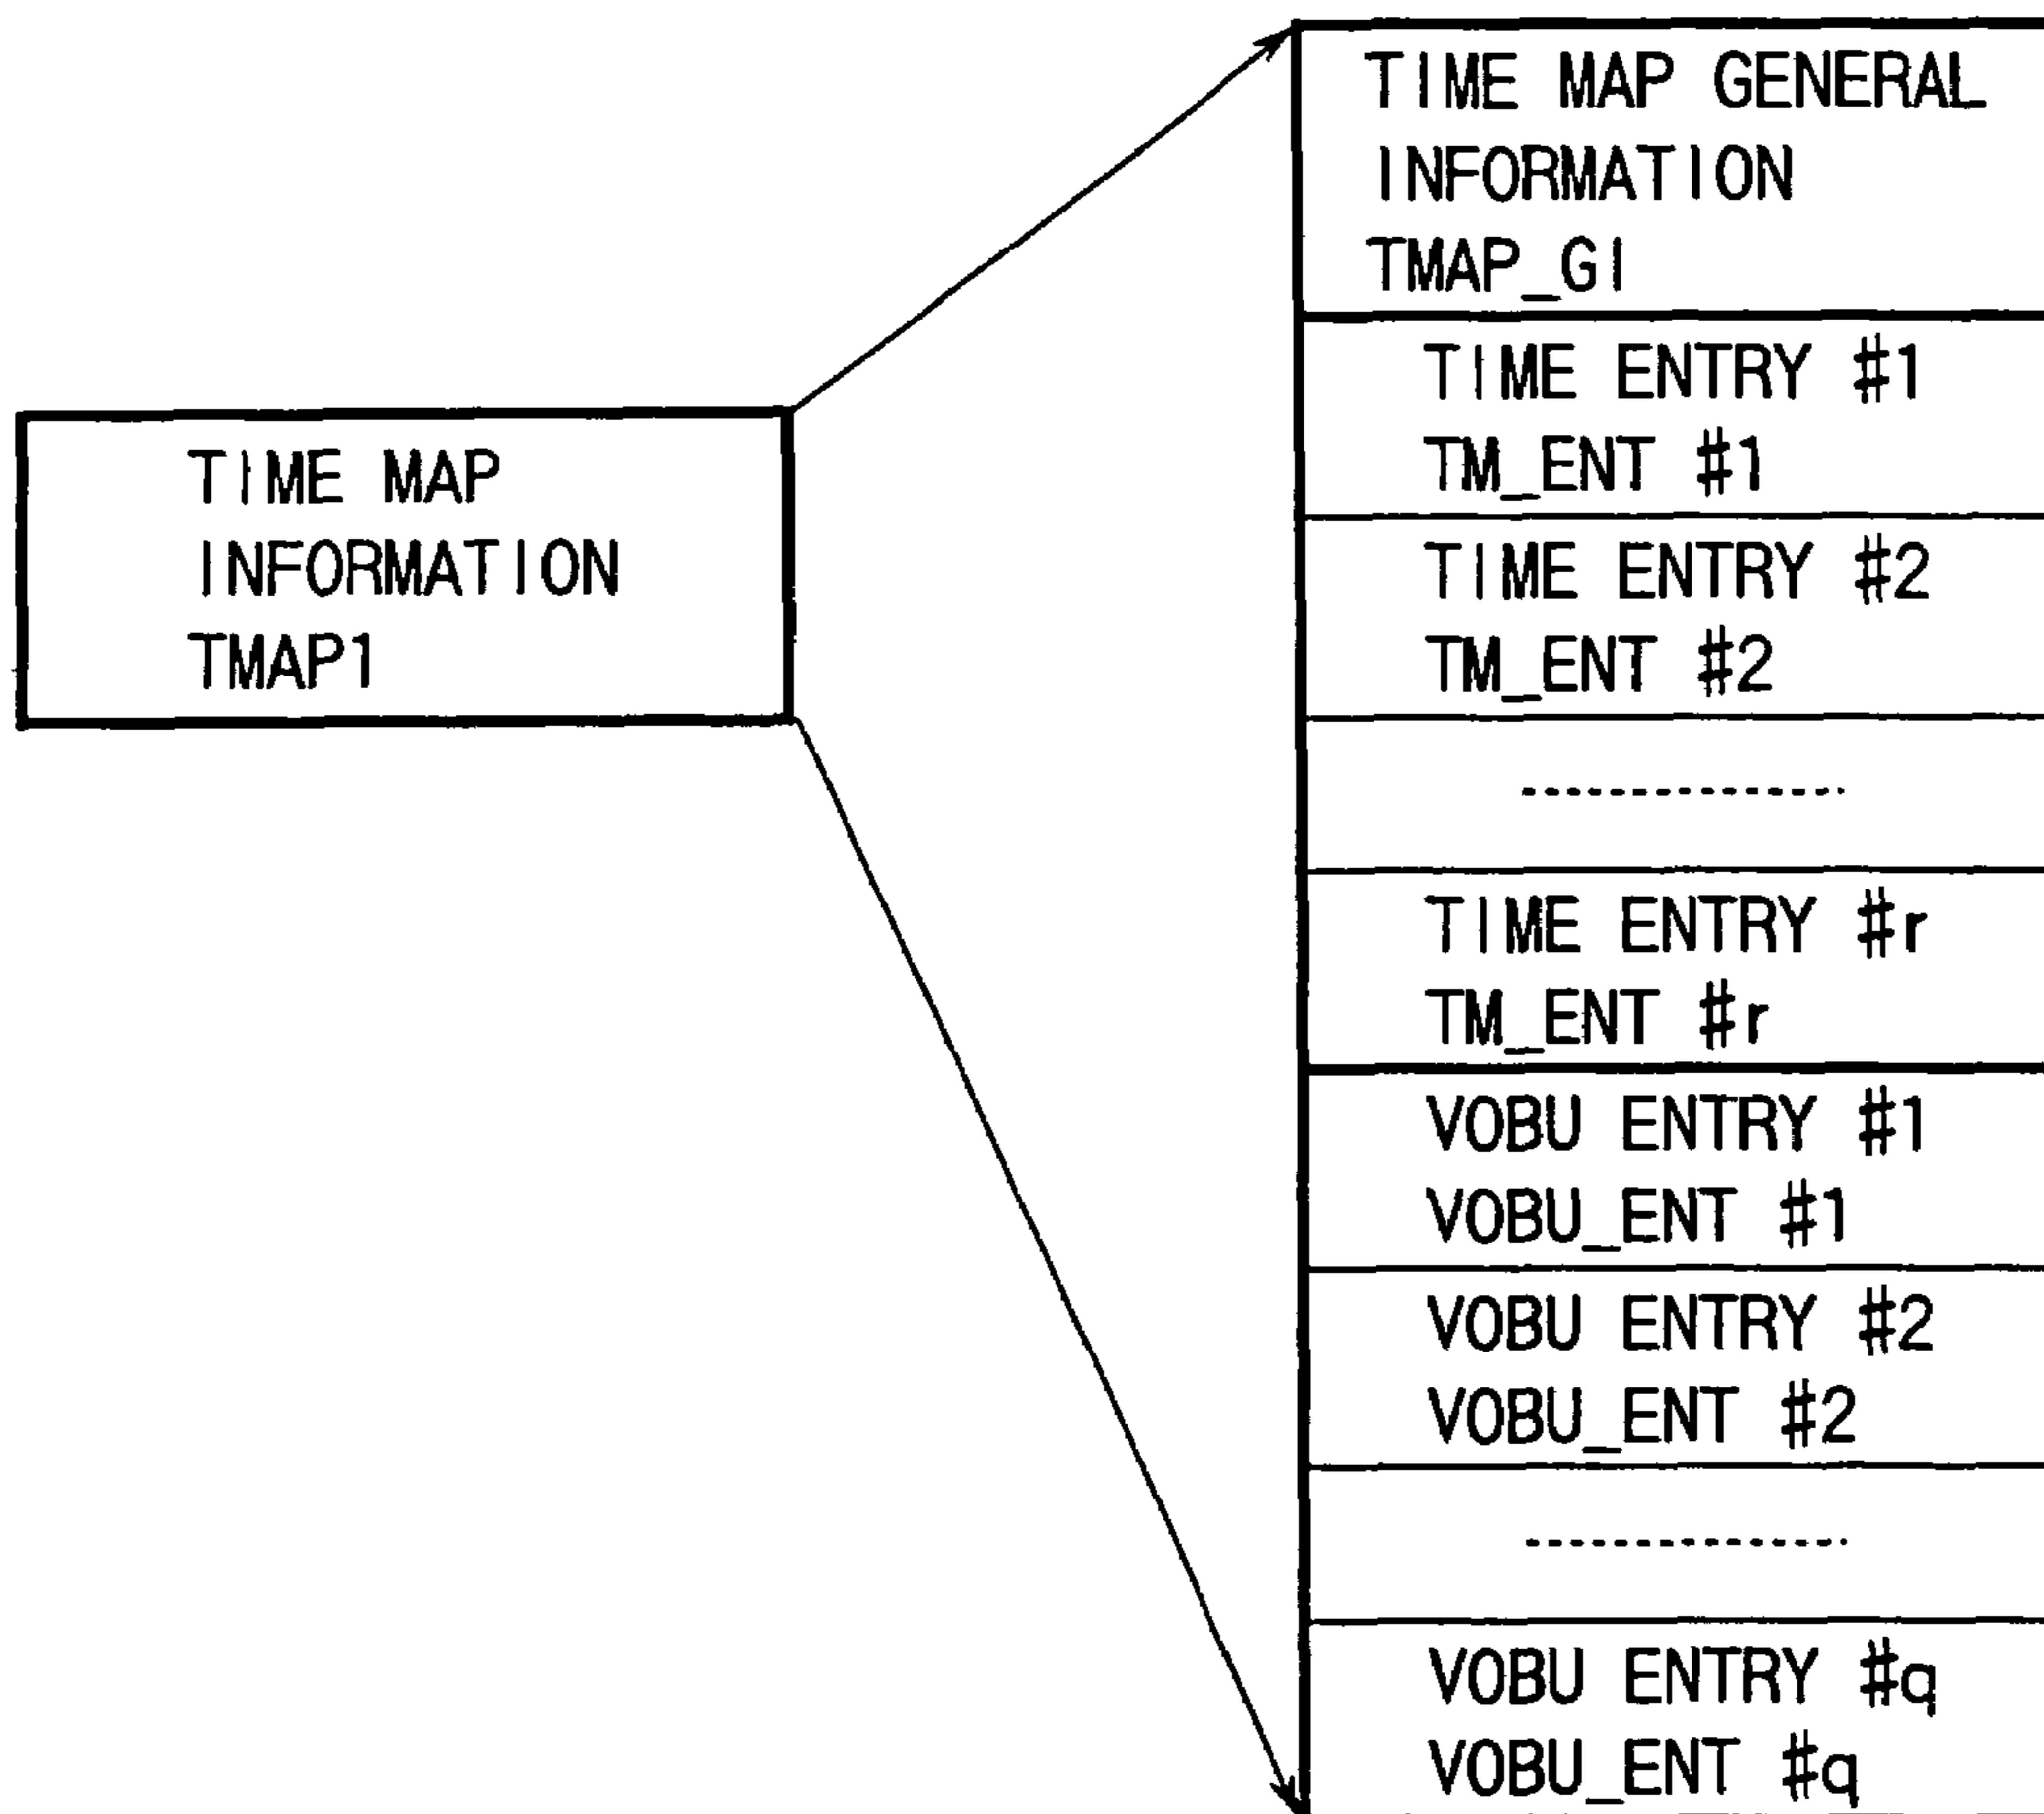 TIME MAP GENERAL
INFORMATION
TMAP_GI
TIME ENTRY #1
TM_ENT #1
TIME MAP
INFORMATION
TMAP1
TIME ENTRY #2
TM_ENT #2
TIME ENTRY #r
TM_ENT #r
VOBU ENTRY #1
VOBU_ENT #1
VOBU ENTRY #2
VOBU_ENT #2
VOBU ENTRY #q
VOBU_ENT #q